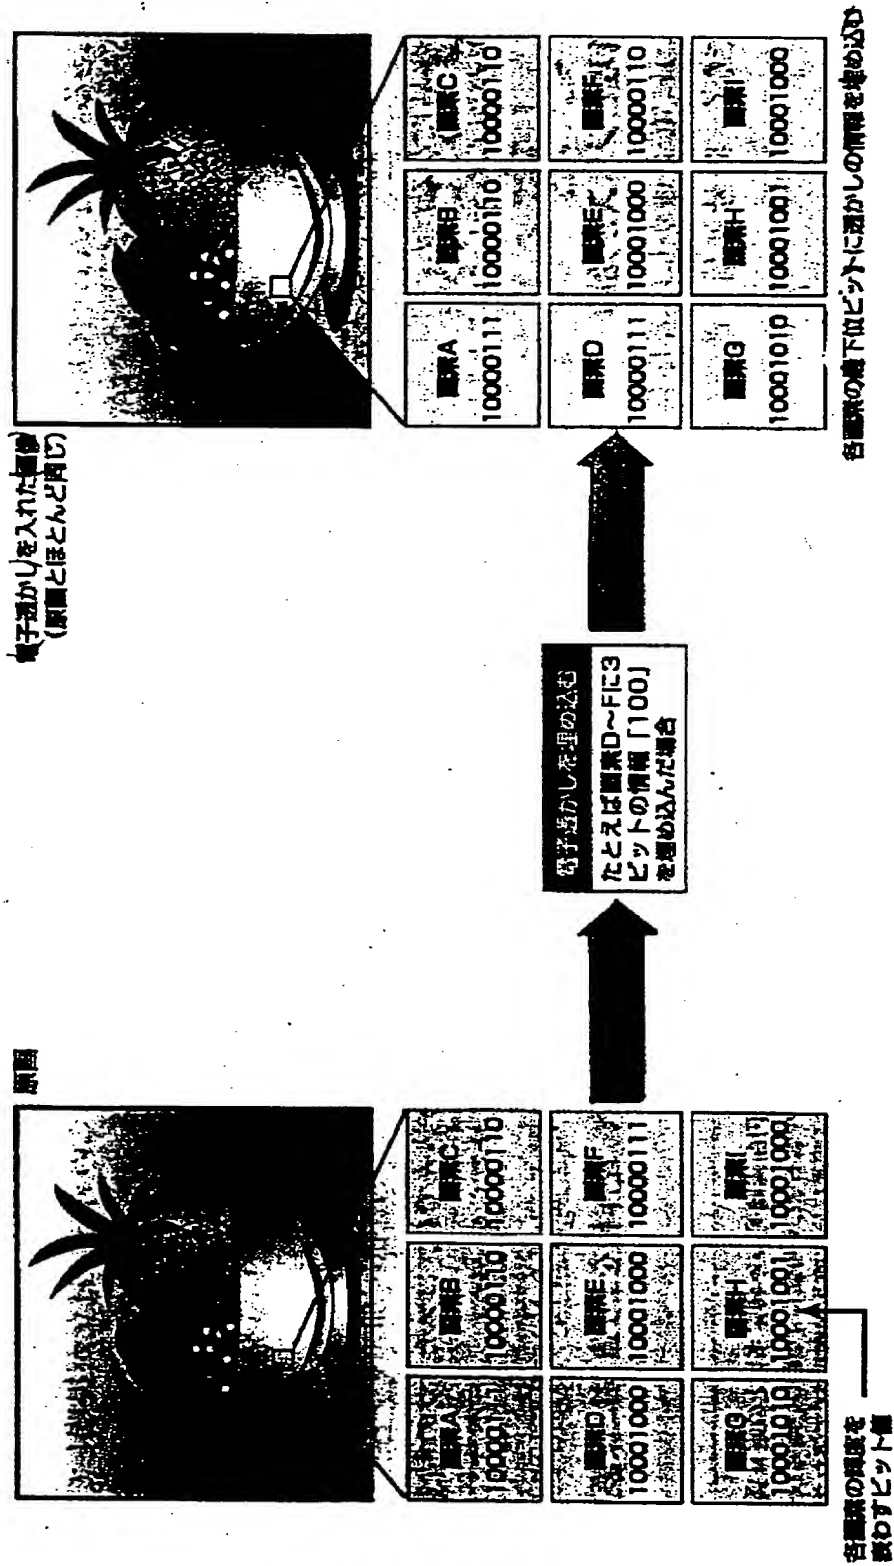 原画
画素A
10000111
画素B
10000110
画素C
10000110
画素D
10001000
画素E
10001000
画素F
10000111
画素G
10001010
画素H
10001001
画素I
10001000
各画素の輝度を
表わすビット値
電子透かしを埋め込む
たとえば画素D~Fに3
ビットの情報「100」
を埋め込んだ場合
電子透かしを入れた画像
(原画とほとんど同じ)
画素A
10000111
画素B
10000110
画素C
10000110
画素D
10000111
画素E
10001000
画素F
10000110
画素G
10001010
画素H
10001001
画素I
10001000
各画素の最下位ビットに透かしの情報を埋め込む